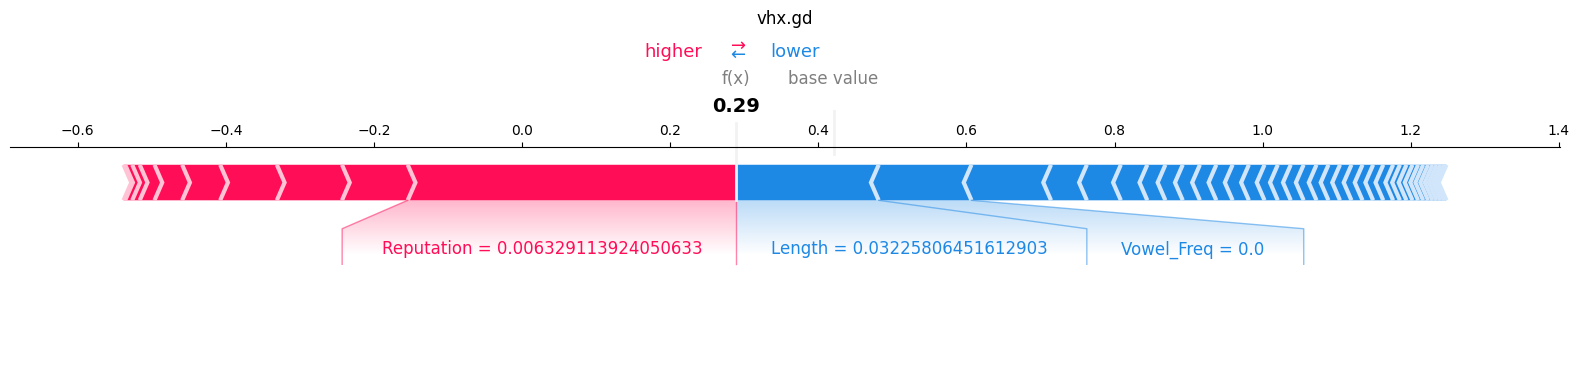 vhx.gd
higher → ← lower
f(x) base value
0.29
−0.6 −0.4 −0.2 0.0 0.2 0.4 0.6 0.8 1.0 1.2 1.4
Reputation = 0.006329113924050633 Length = 0.03225806451612903 Vowel_Freq = 0.0